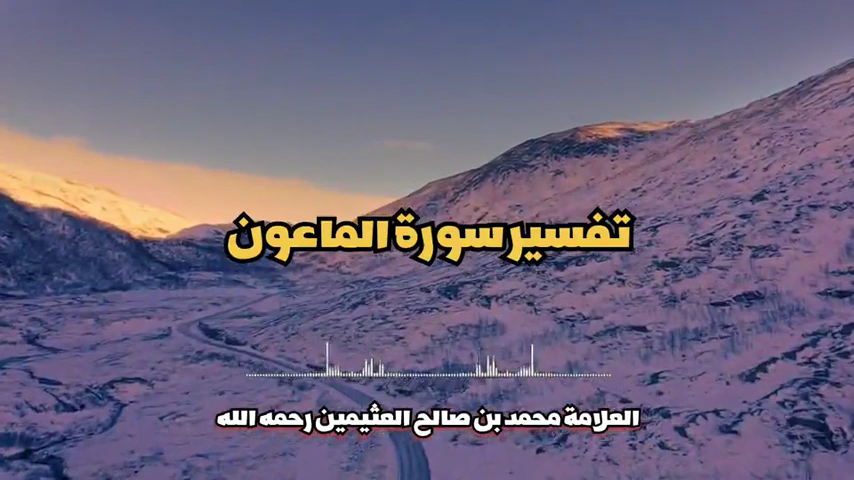 تفسير سورة الماعون
العلامة محمد بن صالح العثيمين رحمه الله